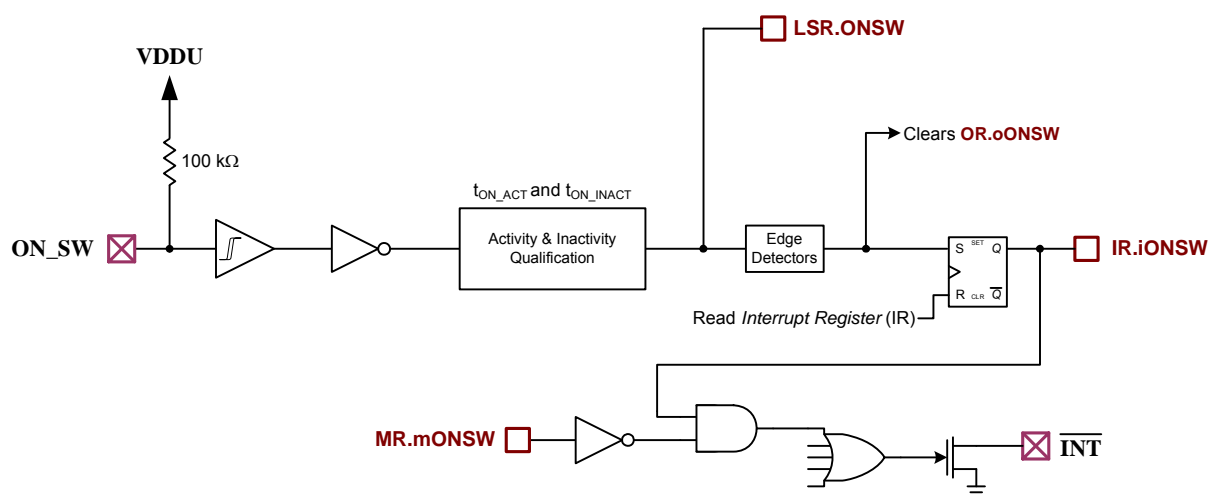 LSR.ONSW
VDDU
100 kΩ
Clears OR.oONSW
tON_ACT and tON_INACT
ON_SW
Activity & Inactivity
Qualification
Edge
Detectors
S SET Q
IR.iONSW
R CLR Q̅
Read Interrupt Register (IR)
MR.mONSW
I̅N̅T̅